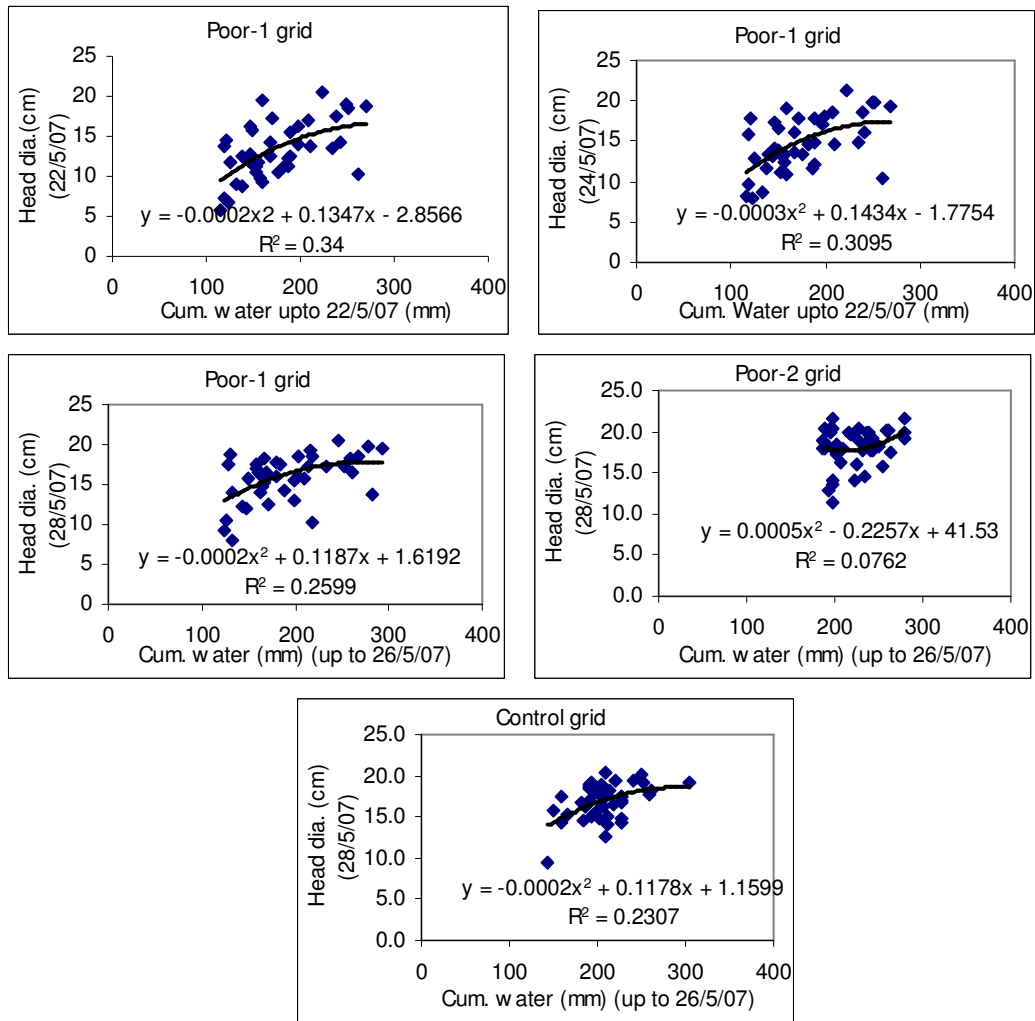 Poor-1 grid
25
20
15
10
5
0
0 100 200 300 400
Head dia.(cm)
(22/5/07)
y = -0.0002x2 + 0.1347x - 2.8566
R² = 0.34
Cum. water upto 22/5/07 (mm)
Poor-1 grid
25
20
15
10
5
0
0 100 200 300 400
Head dia. (cm)
(24/5/07)
y = -0.0003x² + 0.1434x - 1.7754
R² = 0.3095
Cum. Water upto 22/5/07 (mm)
Poor-1 grid
25
20
15
10
5
0
0 100 200 300 400
Head dia. (cm)
(28/5/07)
y = -0.0002x² + 0.1187x + 1.6192
R² = 0.2599
Cum. water (mm) (up to 26/5/07)
Poor-2 grid
25.0
20.0
15.0
10.0
5.0
0.0
0 100 200 300 400
Head dia. (cm)
(28/5/07)
y = 0.0005x² - 0.2257x + 41.53
R² = 0.0762
Cum. water (mm) (up to 26/5/07)
Control grid
25.0
20.0
15.0
10.0
5.0
0.0
0 100 200 300 400
Head dia. (cm)
(28/5/07)
y = -0.0002x² + 0.1178x + 1.1599
R² = 0.2307
Cum. water (mm) (up to 26/5/07)